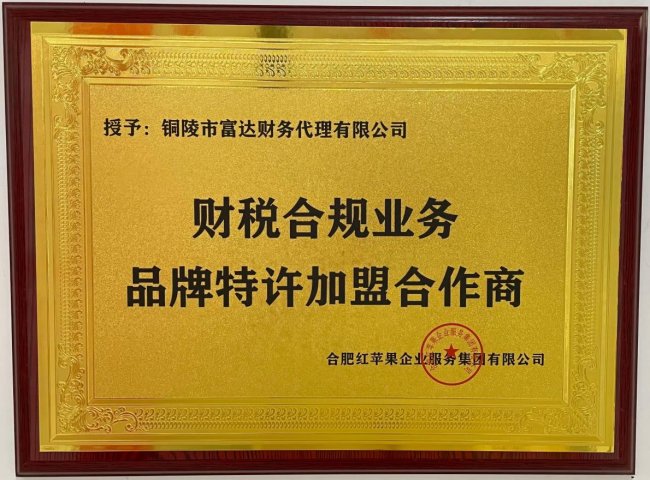 授予：铜陵市富达财务代理有限公司
财税合规业务
品牌特许加盟合作商
合肥红苹果企业服务集团有限公司